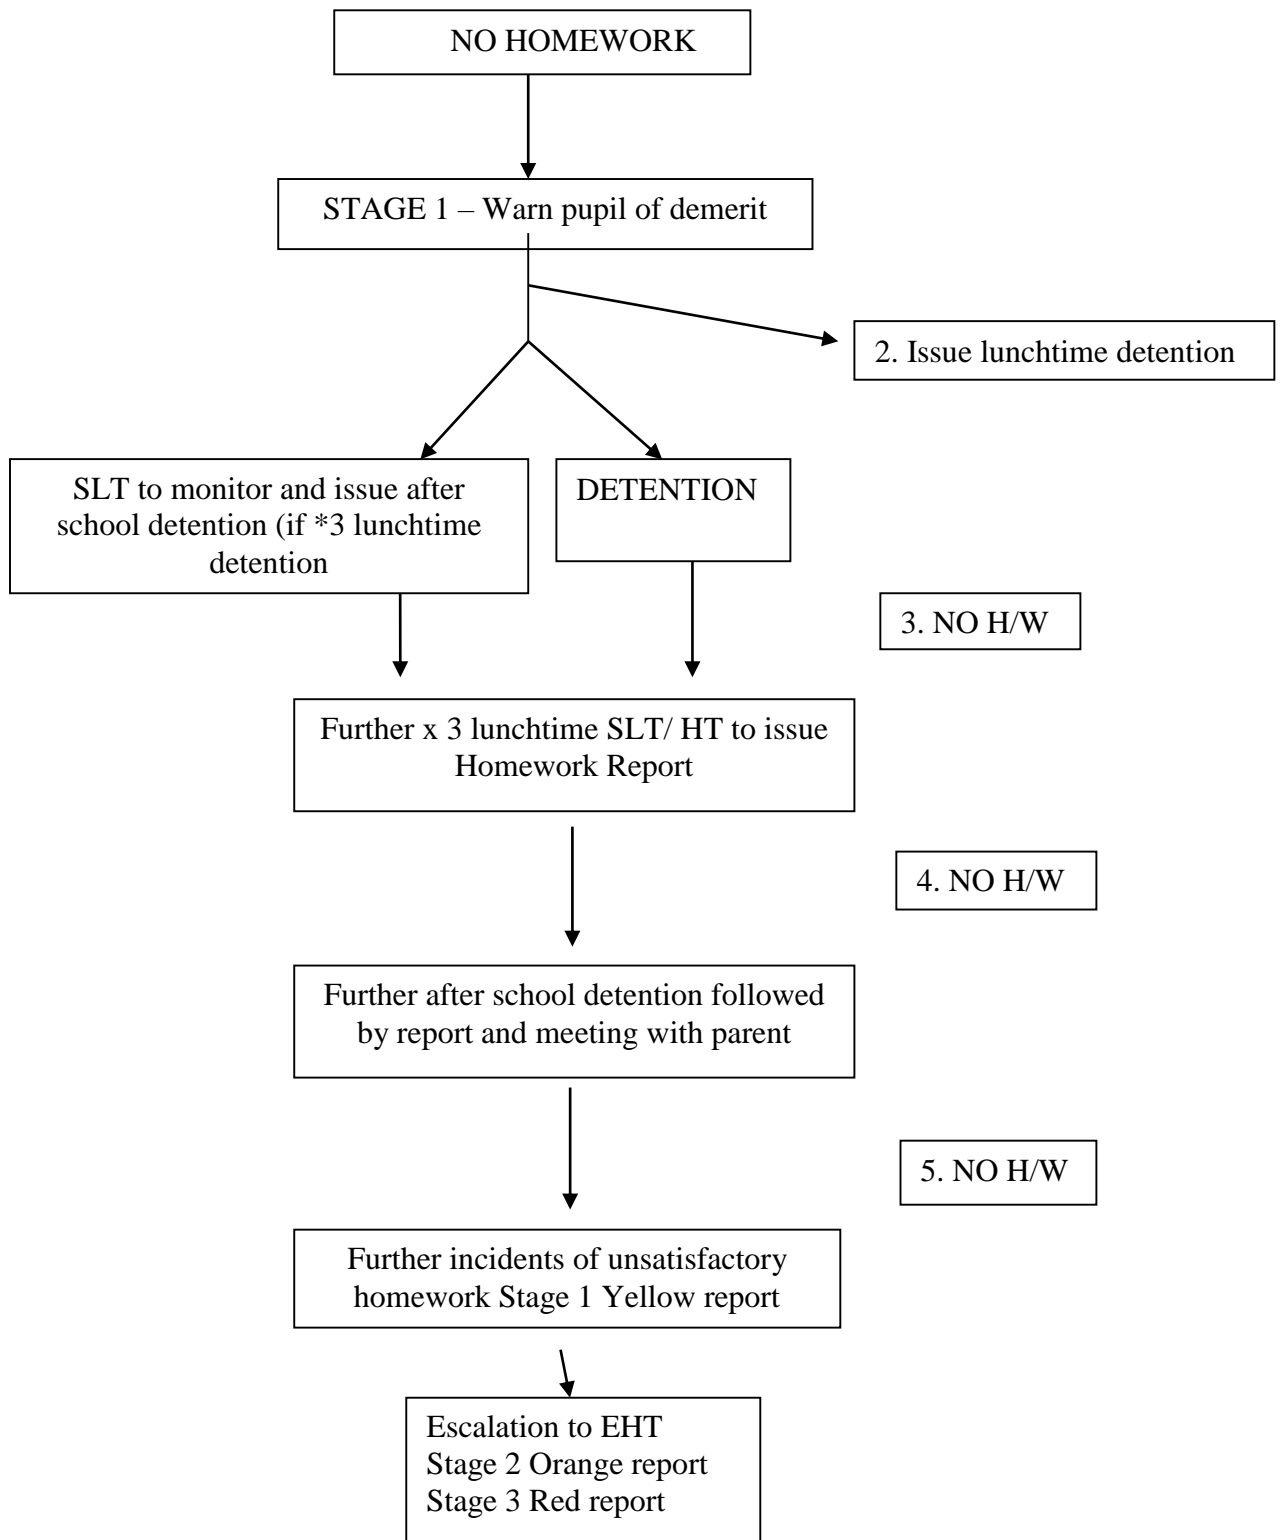 NO HOMEWORK
STAGE 1 – Warn pupil of demerit
2. Issue lunchtime detention
SLT to monitor and issue after
school detention (if *3 lunchtime
detention
DETENTION
3. NO H/W
Further x 3 lunchtime SLT/ HT to issue
Homework Report
4. NO H/W
Further after school detention followed
by report and meeting with parent
5. NO H/W
Further incidents of unsatisfactory
homework Stage 1 Yellow report
Escalation to EHT
Stage 2 Orange report
Stage 3 Red report